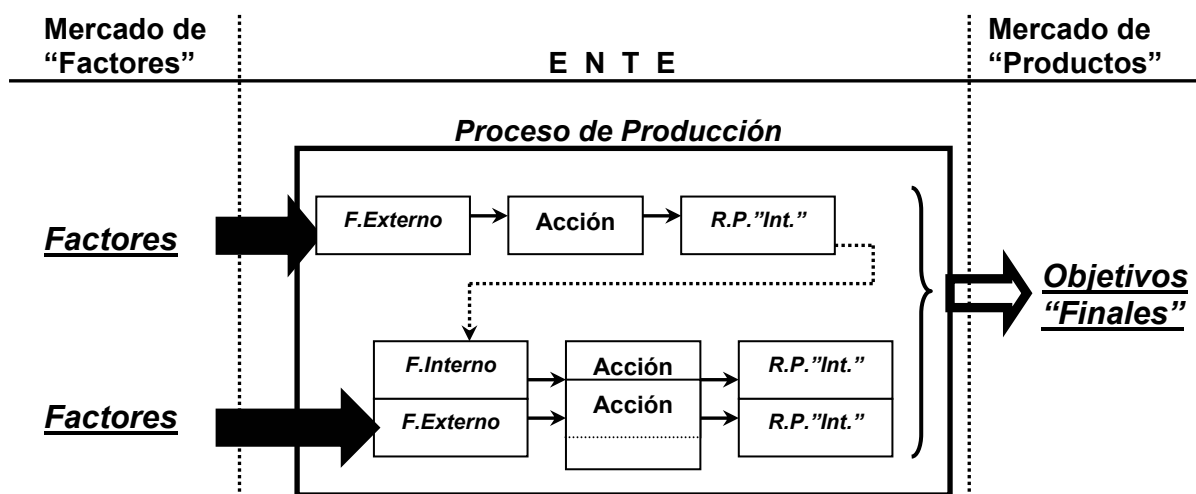 Mercado de
“Factores”
E N T E
Mercado de
“Productos”
Proceso de Producción
Factores
F.Externo
Acción
R.P.”Int.”
Objetivos
“Finales”
F.Interno
Acción
R.P.”Int.”
Factores
F.Externo
Acción
R.P.”Int.”